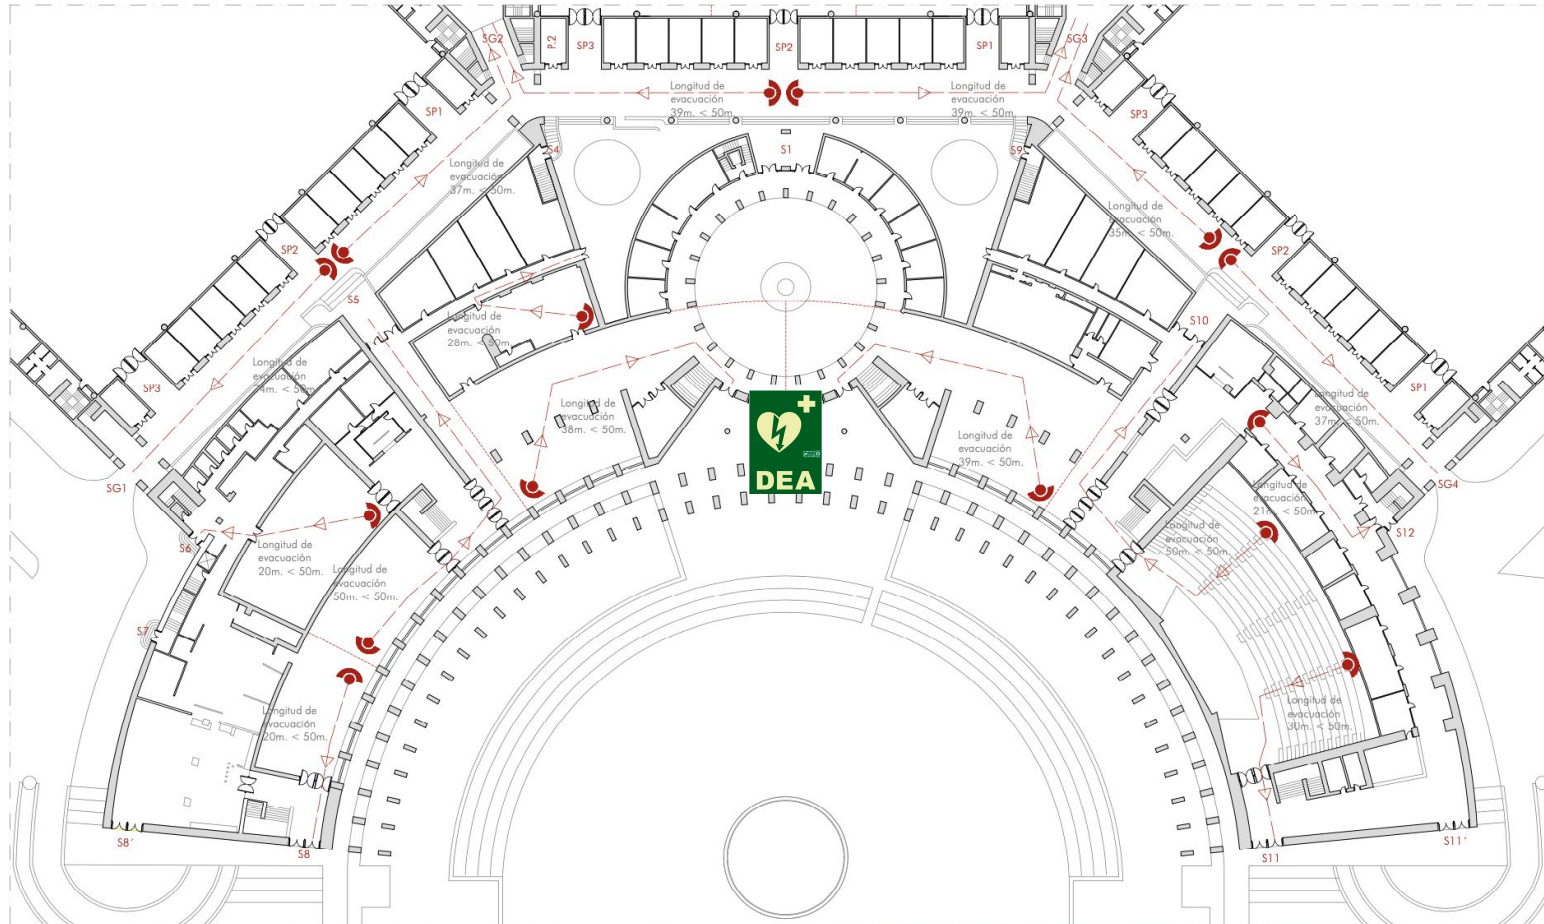 SG2
P.2
SP3
SP2
SP1
SG3
Longitud de
evacuación
39m. < 50m.
Longitud de
evacuación
39m. < 50m.
SP1
SP3
S4
S1
S9
Longitud de
evacuación
37m. < 50m.
Longitud de
evacuación
35m. < 50m.
SP2
SP2
S5
S10
Longitud de
evacuación
28m. < 50m.
Longitud de
evacuación
24m. < 50m.
SP3
SP1
Longitud de
evacuación
38m. < 50m.
Longitud de
evacuación
37m. < 50m.
Longitud de
evacuación
39m. < 50m.
DEA
SG1
SG4
Longitud de
evacuación
21m. < 50m.
Longitud de
evacuación
50m. < 50m.
S12
S6
Longitud de
evacuación
20m. < 50m.
Longitud de
evacuación
50m. < 50m.
S7
Longitud de
evacuación
20m. < 50m.
Longitud de
evacuación
30m. < 50m.
S8'
S8
S11
S11'